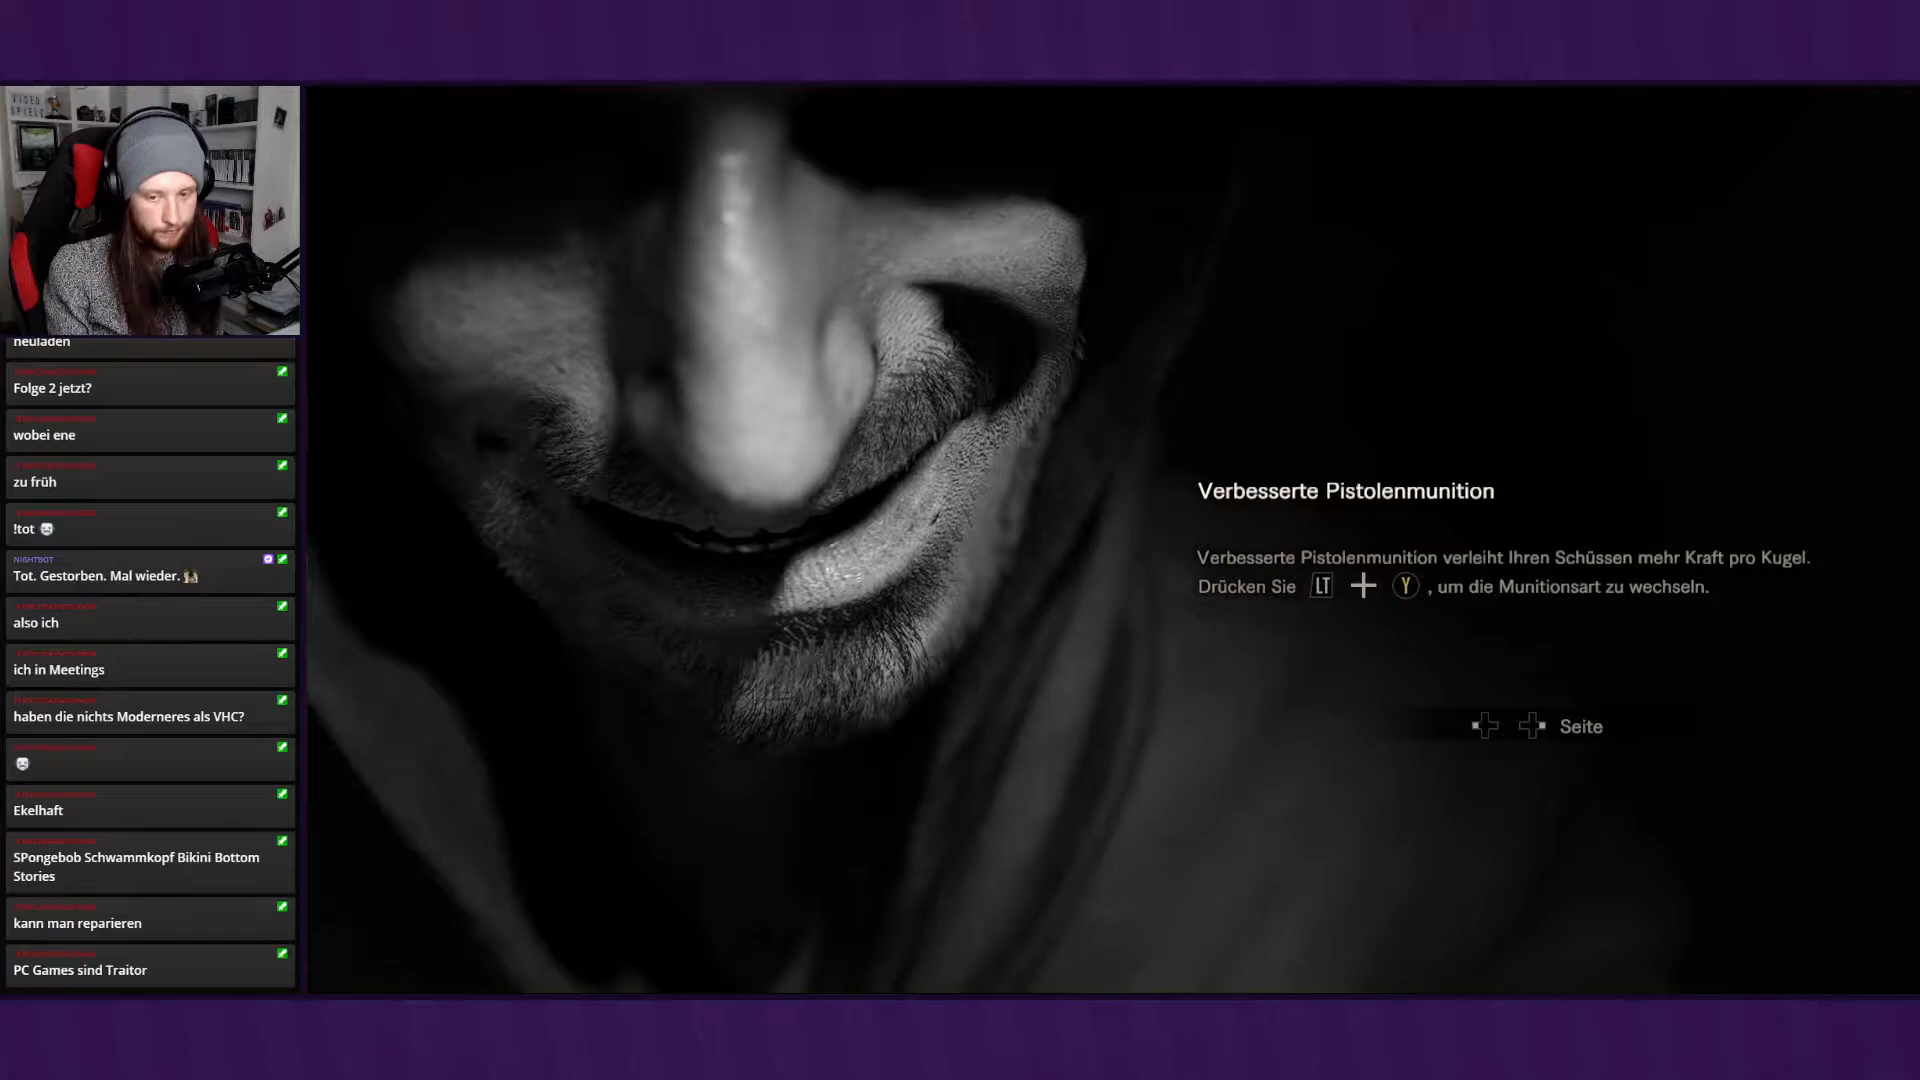 VIDEO
SPIELE
neuladen
Folge 2 jetzt?
wobei ene
zu früh
!tot
NIGHTBOT
Tot. Gestorben. Mal wieder.
also ich
ich in Meetings
haben die nichts Moderneres als VHC?
Ekelhaft
SPongebob Schwammkopf Bikini Bottom
Stories
kann man reparieren
PC Games sind Traitor
Verbesserte Pistolenmunition
Verbesserte Pistolenmunition verleiht Ihren Schüssen mehr Kraft pro Kugel.
Drücken Sie LT + Y , um die Munitionsart zu wechseln.
Seite